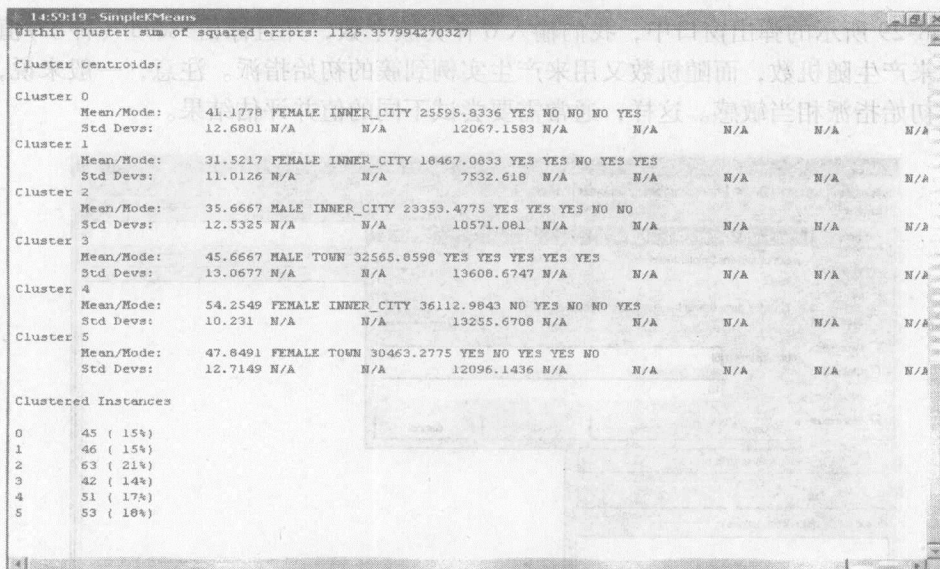 14:59:19 - SimpleKMeans
Within cluster sum of squared errors: 1125.357994270327
Cluster centroids:
Cluster 0
Mean/Mode: 41.1778 FEMALE INNER_CITY 25595.8336 YES NO NO NO YES
Std Devs: 12.6801 N/A N/A 12067.1583 N/A N/A N/A N/A N/A
Cluster 1
Mean/Mode: 31.5217 FEMALE INNER_CITY 18467.0833 YES YES NO YES YES
Std Devs: 11.0126 N/A N/A 7532.618 N/A N/A N/A N/A N/A
Cluster 2
Mean/Mode: 35.6667 MALE INNER_CITY 23353.4775 YES YES YES NO NO
Std Devs: 12.5325 N/A N/A 10571.081 N/A N/A N/A N/A N/A
Cluster 3
Mean/Mode: 45.6667 MALE TOWN 32565.8598 YES YES YES YES YES
Std Devs: 13.0677 N/A N/A 13608.6747 N/A N/A N/A N/A N/A
Cluster 4
Mean/Mode: 54.2549 FEMALE INNER_CITY 36112.9843 NO YES NO NO YES
Std Devs: 10.231 N/A N/A 13255.6708 N/A N/A N/A N/A N/A
Cluster 5
Mean/Mode: 47.8491 FEMALE TOWN 30463.2775 YES NO YES YES NO
Std Devs: 12.7149 N/A N/A 12096.1436 N/A N/A N/A N/A N/A
Clustered Instances
0 45 ( 15%)
1 46 ( 15%)
2 63 ( 21%)
3 42 ( 14%)
4 51 ( 17%)
5 53 ( 18%)